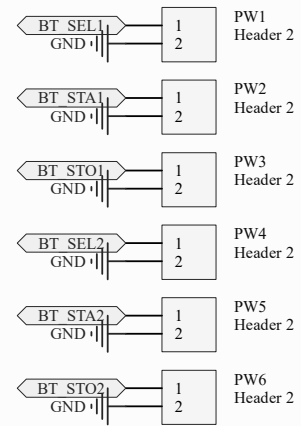 BT_SEL1 1 PW1
GND 2 Header 2
BT_STA1 1 PW2
GND 2 Header 2
BT_STO1 1 PW3
GND 2 Header 2
BT_SEL2 1 PW4
GND 2 Header 2
BT_STA2 1 PW5
GND 2 Header 2
BT_STO2 1 PW6
GND 2 Header 2